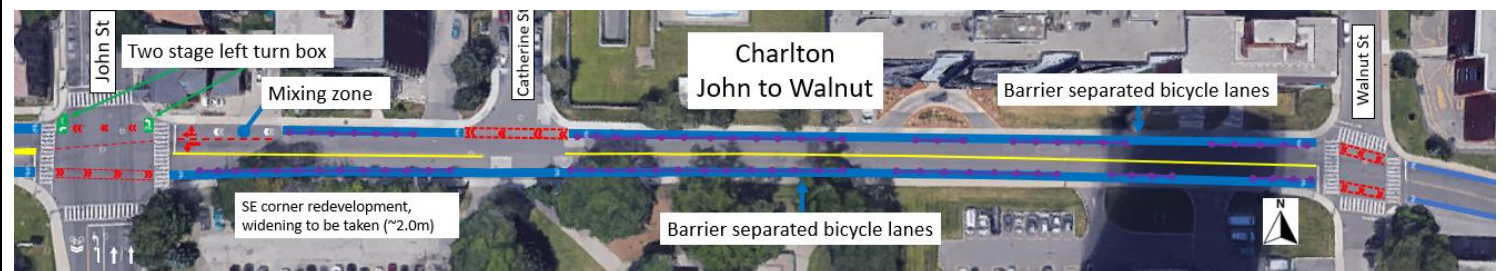 John St
Two stage left turn box
Mixing zone
Catherine St
Charlton
John to Walnut
Barrier separated bicycle lanes
Walnut St
SE corner redevelopment,
widening to be taken (~2.0m)
Barrier separated bicycle lanes
N